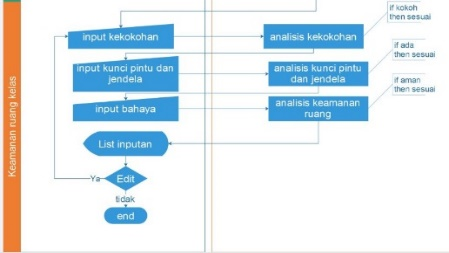 Keamanan ruang kelas
input kekokohan
analisis kekokohan
if kokoh
then sesuai
input kunci pintu dan
jendela
analisis kunci pintu
dan jendela
if ada
then sesuai
input bahaya
analisis keamanan
ruang
if aman
then sesuai
List inputan
Ya
Edit
tidak
end